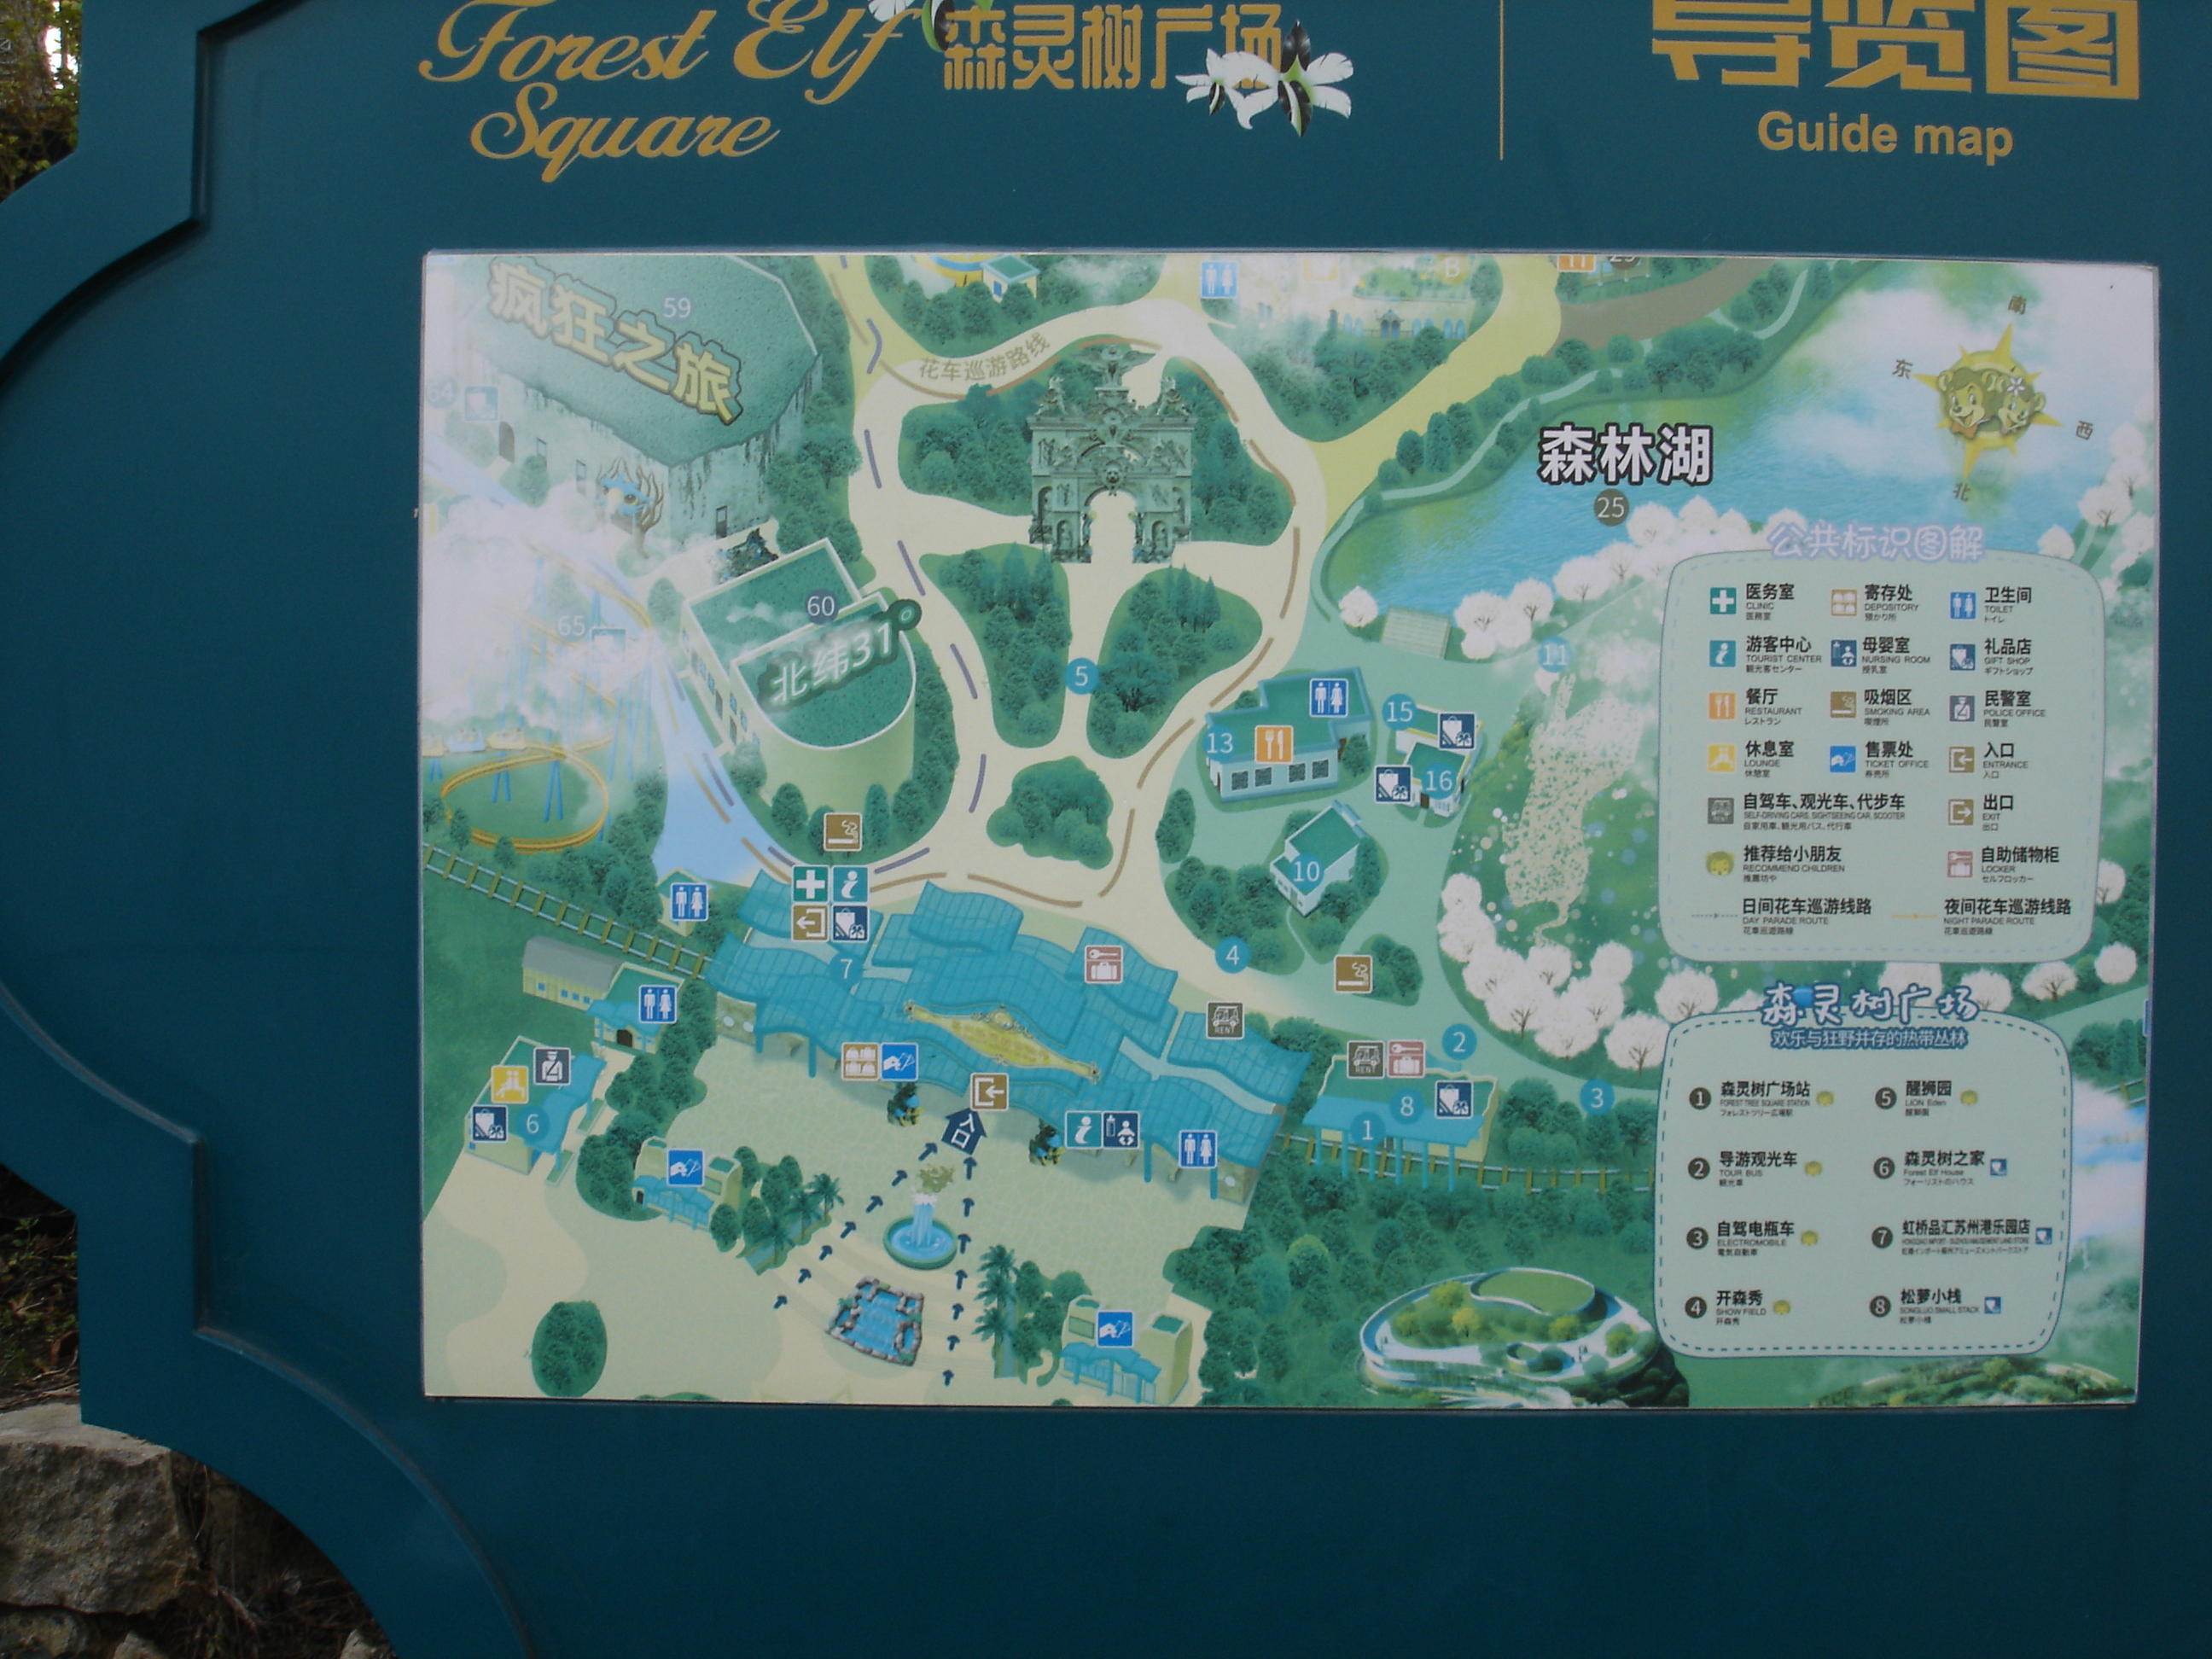 Forest Elf
Square
森灵树广场
导览图
Guide map
疯狂之旅
59
64
花车巡游路线
南
东
西
北
森林湖
25
60
北纬31°
65
5
11
13
15
16
10
4
7
2
3
8
1
6
RENT
RENT
入口
公共标识图解
医务室
CLINIC
医務室
寄存处
DEPOSITORY
預かり所
卫生间
TOILET
トイレ
游客中心
TOURIST CENTER
観光客センター
母婴室
NURSING ROOM
授乳室
礼品店
GIFT SHOP
ギフトショップ
餐厅
RESTAURANT
レストラン
吸烟区
SMOKING AREA
喫煙所
民警室
POLICE OFFICE
民警室
休息室
LOUNGE
休憩室
售票处
TICKET OFFICE
券売所
入口
ENTRANCE
入口
自驾车、观光车、代步车
SELF-DRIVING CARS, SIGHTSEEING CAR, SCOOTER
自家用車、観光用バス、代行車
出口
EXIT
出口
推荐给小朋友
RECOMMEND CHILDREN
自助储物柜
LOCKER
セルフロッカー
日间花车巡游线路
DAY PARADE ROUTE
花車巡遊路線
夜间花车巡游线路
NIGHT PARADE ROUTE
花車巡遊路線
森灵树广场
欢乐与狂野并存的热带丛林
1 森灵树广场站
FOREST TREE SQUARE STATION
フォレストツリー広場駅
5 醒狮园
LION Eden
醒獅園
2 导游观光车
TOUR BUS
観光車
6 森灵树之家
Forest Elf House
フォーリストのハウス
3 自驾电瓶车
ELECTROMOBILE
電気自動車
7 虹桥品汇苏州港乐园店
4 开森秀
SHOW FIELD
开森秀
8 松萝小栈
SONGLUO SMALL STACK
松萝小棧